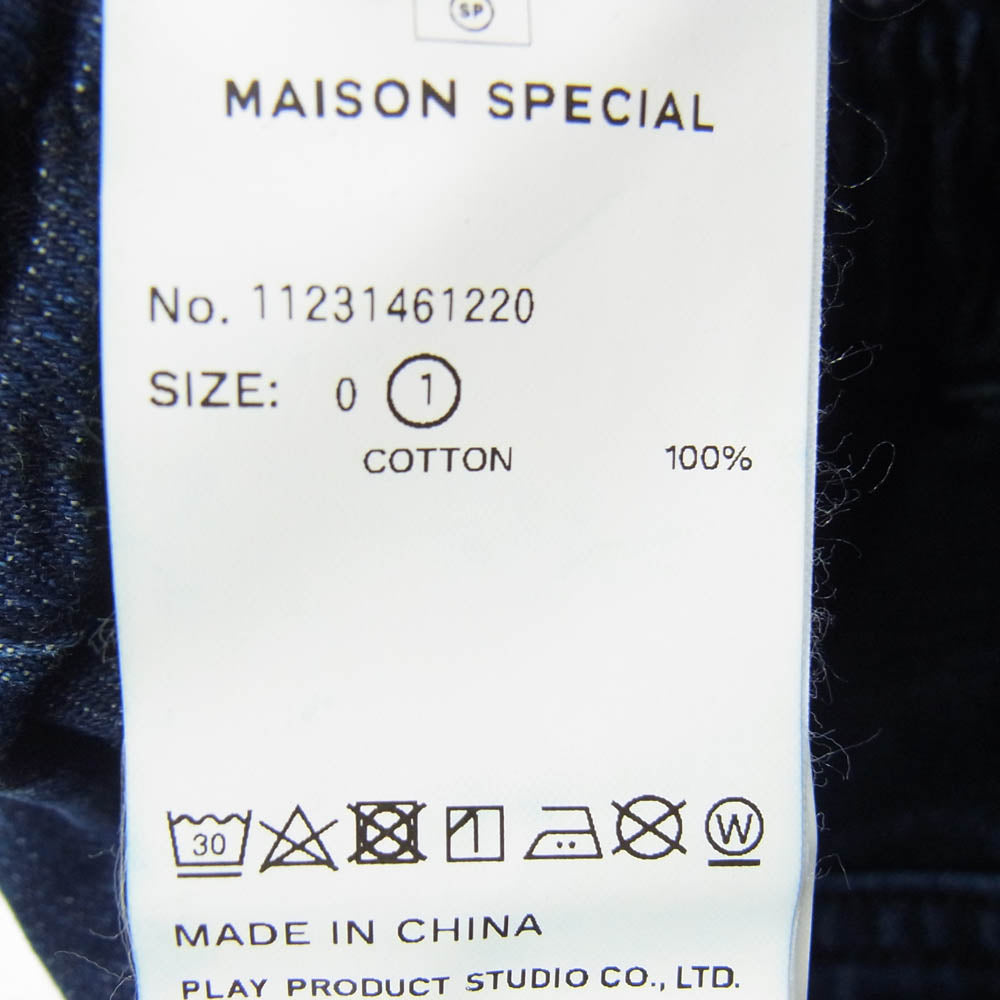 SP
MAISON SPECIAL
No. 11231461220
SIZE: 0 1
COTTON 100%
30 W
MADE IN CHINA
PLAY PRODUCT STUDIO CO., LTD.